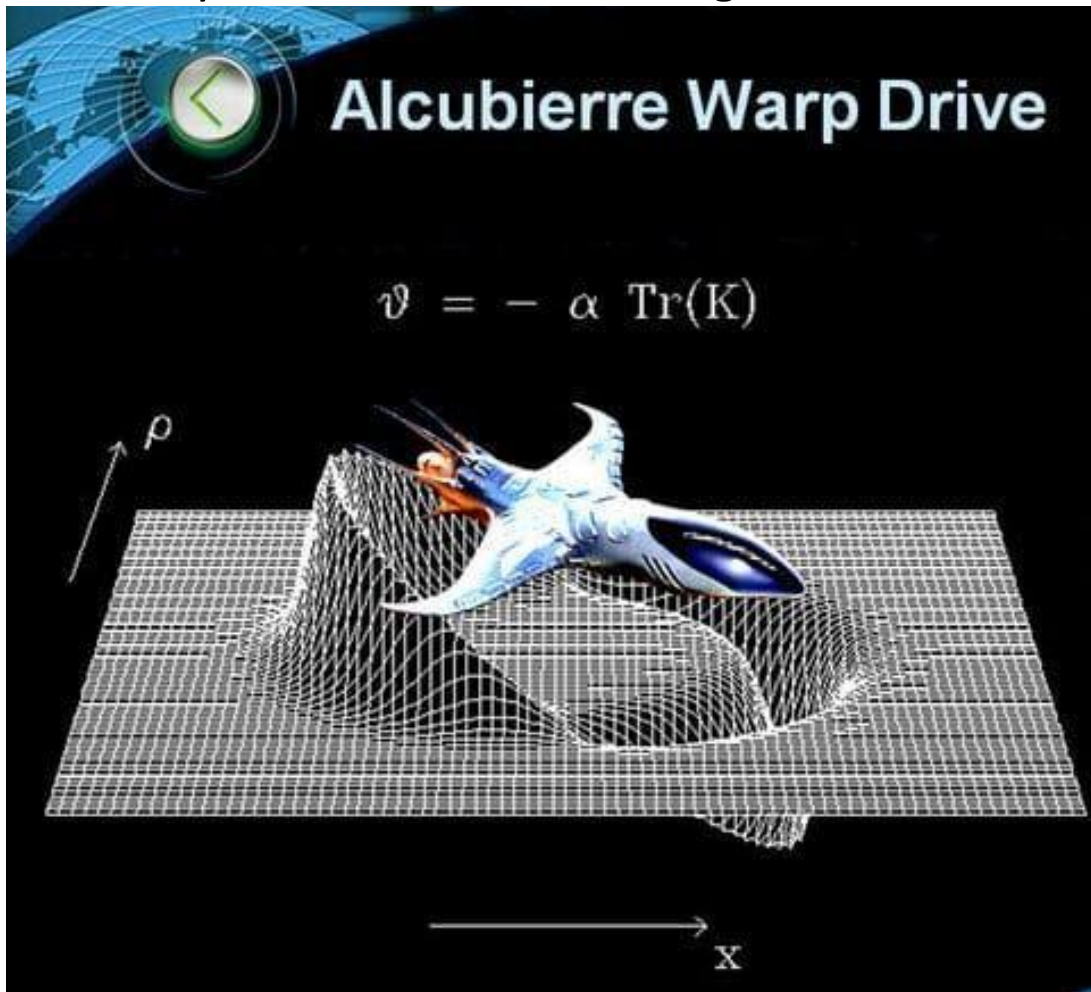 Alcubierre Warp Drive
ϑ = − α Tr(K)
ρ
x